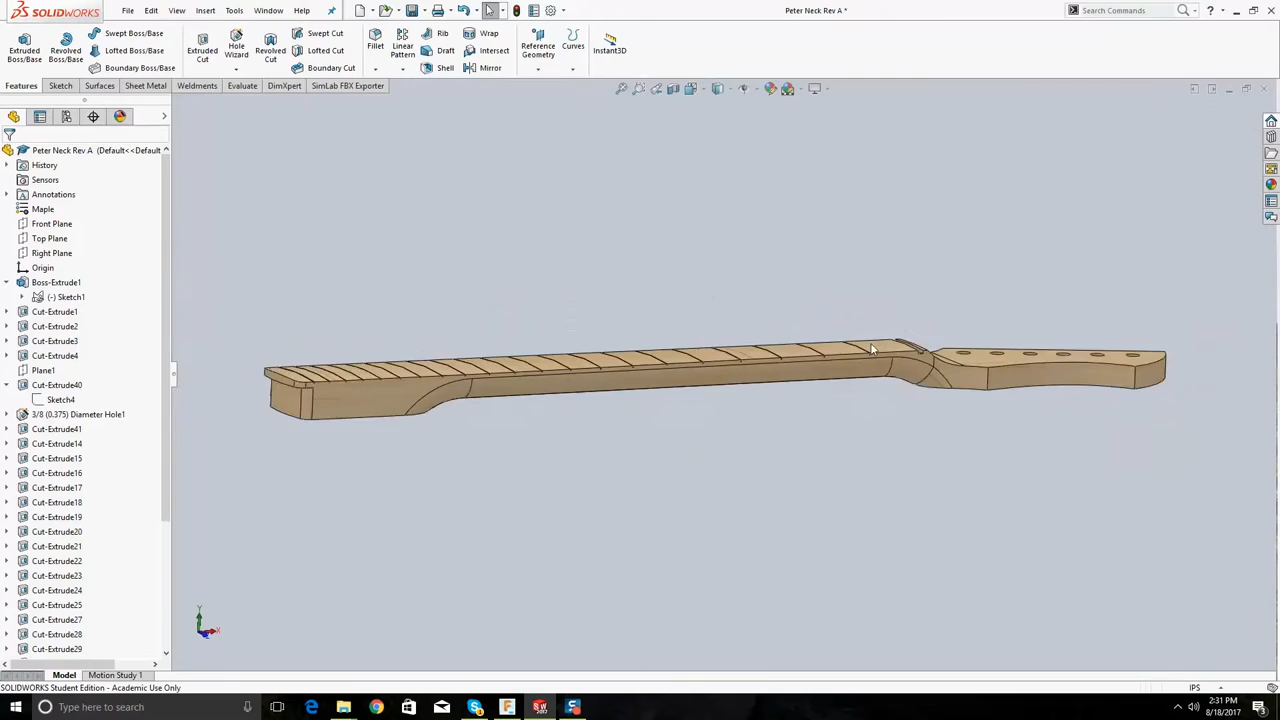 SOLIDWORKS File Edit View Insert Tools Window Help Peter Neck Rev A * Search Commands
Extruded Boss/Base Revolved Boss/Base Swept Boss/Base Lofted Boss/Base Boundary Boss/Base Extruded Cut Hole Wizard Revolved Cut Swept Cut Lofted Cut Boundary Cut Fillet Linear Pattern Rib Draft Shell Wrap Intersect Mirror Reference Geometry Curves Instant3D
Features Sketch Surfaces Sheet Metal Weldments Evaluate DimXpert SimLab FBX Exporter
Peter Neck Rev A (Default<<Default
History
Sensors
Annotations
Maple
Front Plane
Top Plane
Right Plane
Origin
Boss-Extrude1
(-) Sketch1
Cut-Extrude1
Cut-Extrude2
Cut-Extrude3
Cut-Extrude4
Plane1
Cut-Extrude40
Sketch4
3/8 (0.375) Diameter Hole1
Cut-Extrude41
Cut-Extrude14
Cut-Extrude15
Cut-Extrude16
Cut-Extrude17
Cut-Extrude18
Cut-Extrude19
Cut-Extrude20
Cut-Extrude21
Cut-Extrude22
Cut-Extrude23
Cut-Extrude24
Cut-Extrude25
Cut-Extrude27
Cut-Extrude28
Cut-Extrude29
Y
X
Model Motion Study 1
SOLIDWORKS Student Edition - Academic Use Only IPS
Type here to search 2:31 PM
8/18/2017